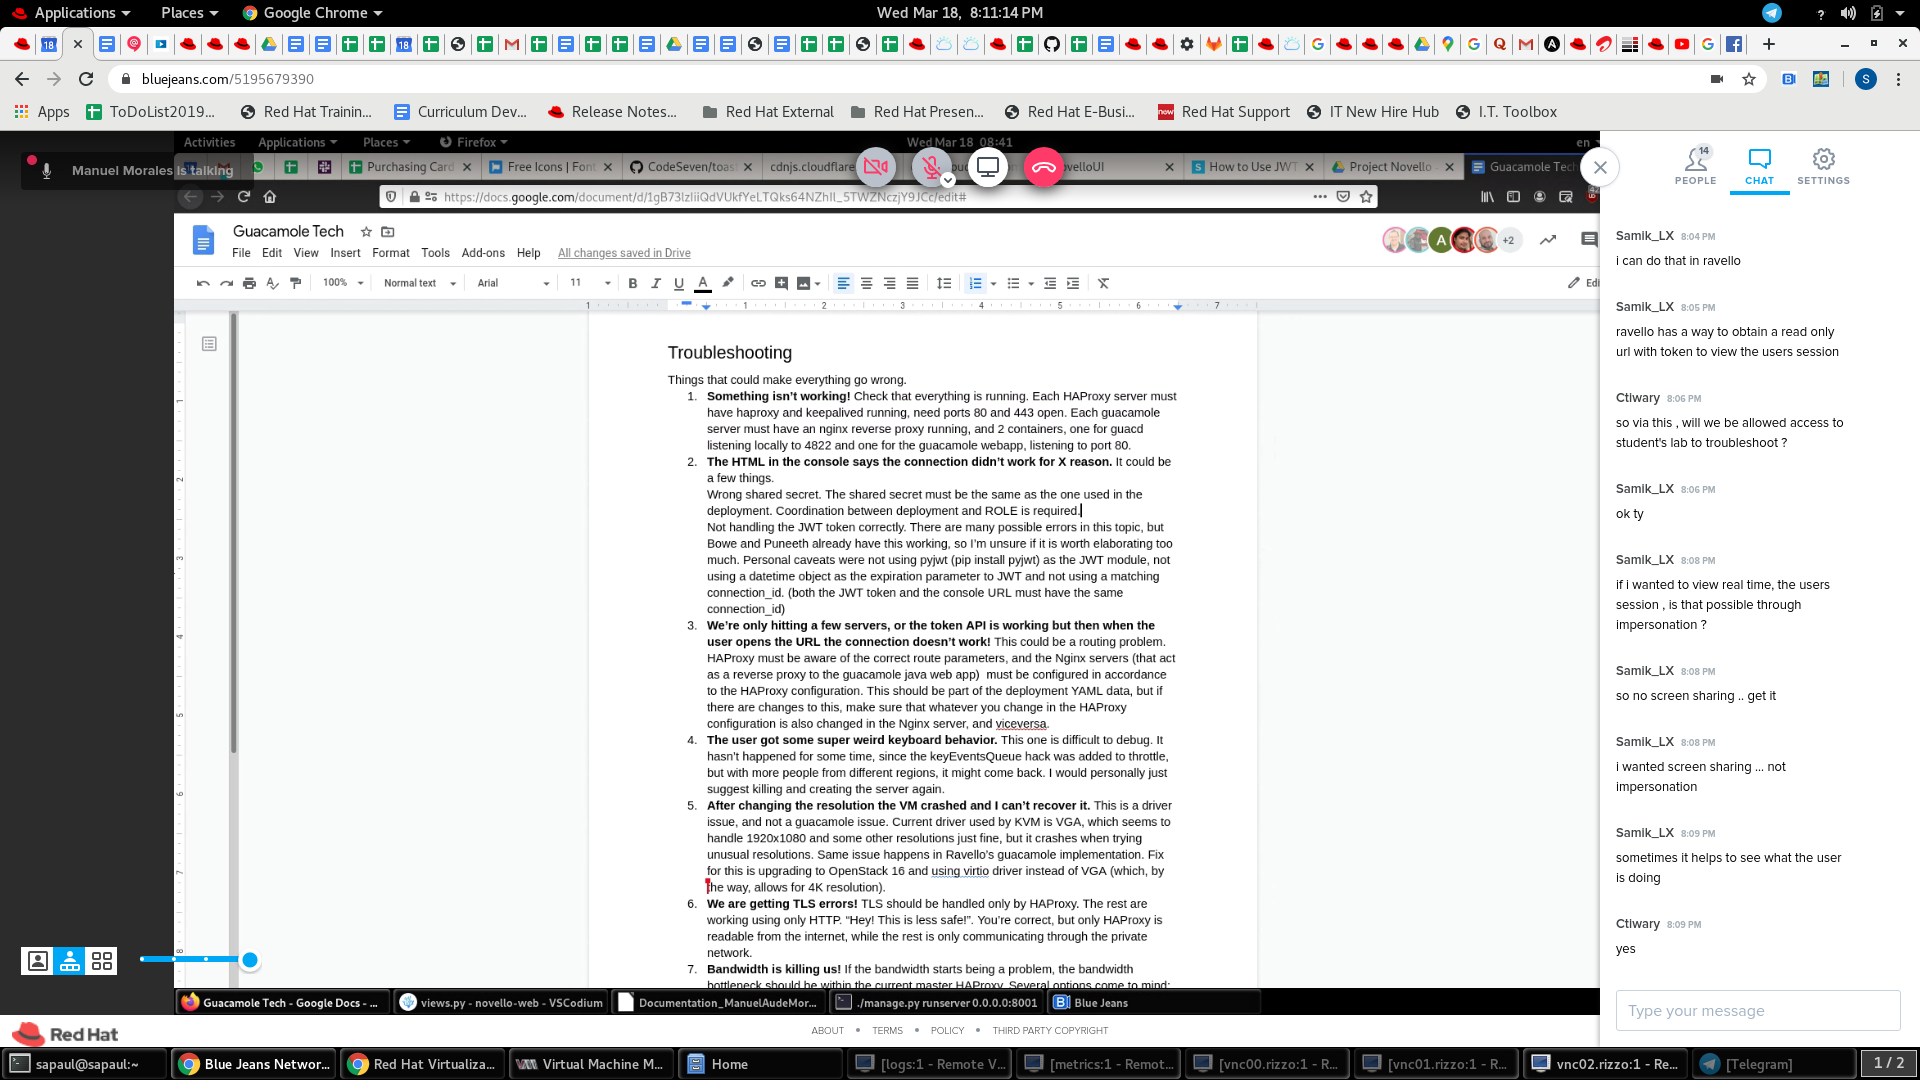 Applications
Places
Google Chrome
Wed Mar 18, 8:11:14 PM
bluejeans.com/5195679390
Apps
ToDoList2019...
Red Hat Trainin...
Curriculum Dev...
Release Notes...
Red Hat External
Red Hat Presen...
Red Hat E-Busi...
Red Hat Support
IT New Hire Hub
I.T. Toolbox
Activities
Applications
Places
Firefox
Wed Mar 18 08:41
en
Manuel Morales is talking
Purchasing Card
Free Icons | Font
CodeSeven/toas
cdnjs.cloudflare
ovelloUI
How to Use JWT
Project Novello -
Guacamole Tech
https://docs.google.com/document/d/
Guacamole Tech
File Edit View Insert Format Tools Add-ons Help
All changes saved in Drive
+2
100%
Normal text
Arial
11
Troubleshooting
Things that could make everything go wrong.
1. Something isn’t working! Check that everything is running. Each HAProxy server must
have haproxy and keepalived running, need ports 80 and 443 open. Each guacamole
server must have an nginx reverse proxy running, and 2 containers, one for guacd
listening locally to 4822 and one for the guacamole webapp, listening to port 80.
2. The HTML in the console says the connection didn’t work for X reason. It could be
a few things.
Wrong shared secret. The shared secret must be the same as the one used in the
deployment. Coordination between deployment and ROLE is required.
Not handling the JWT token correctly. There are many possible errors in this topic, but
Bowe and Puneeth already have this working, so I’m unsure if it is worth elaborating too
much. Personal caveats were not using pyjwt (pip install pyjwt) as the JWT module, not
using a datetime object as the expiration parameter to JWT and not using a matching
connection_id. (both the JWT token and the console URL must have the same
connection_id)
3. We’re only hitting a few servers, or the token API is working but then when the
user opens the URL the connection doesn’t work! This could be a routing problem.
HAProxy must be aware of the correct route parameters, and the Nginx servers (that act
as a reverse proxy to the guacamole java web app)  must be configured in accordance
to the HAProxy configuration. This should be part of the deployment YAML data, but if
there are changes to this, make sure that whatever you change in the HAProxy
configuration is also changed in the Nginx server, and viceversa.
4. The user got some super weird keyboard behavior. This one is difficult to debug. It
hasn’t happened for some time, since the keyEventsQueue hack was added to throttle,
but with more people from different regions, it might come back. I would personally just
suggest killing and creating the server again.
5. After changing the resolution the VM crashed and I can’t recover it. This is a driver
issue, and not a guacamole issue. Current driver used by KVM is VGA, which seems to
handle 1920x1080 and some other resolutions just fine, but it crashes when trying
unusual resolutions. Same issue happens in Ravello’s guacamole implementation. Fix
for this is upgrading to OpenStack 16 and using virtio driver instead of VGA (which, by
the way, allows for 4K resolution).
6. We are getting TLS errors! TLS should be handled only by HAProxy. The rest are
working using only HTTP. “Hey! This is less safe!”. You’re correct, but only HAProxy is
readable from the internet, while the rest is only communicating through the private
network.
7. Bandwidth is killing us! If the bandwidth starts being a problem, the bandwidth
bottleneck should be within the current master HAProxy. Several options come to mind:
14
PEOPLE
CHAT
SETTINGS
Samik_LX 8:04 PM
i can do that in ravello
Samik_LX 8:05 PM
ravello has a way to obtain a read only
url with token to view the users session
Ctiwary 8:06 PM
so via this , will we be allowed access to
student's lab to troubleshoot ?
Samik_LX 8:06 PM
ok ty
Samik_LX 8:08 PM
if i wanted to view real time, the users
session , is that possible through
impersonation ?
Samik_LX 8:08 PM
so no screen sharing .. get it
Samik_LX 8:08 PM
i wanted screen sharing ... not
impersonation
Samik_LX 8:09 PM
sometimes it helps to see what the user
is doing
Ctiwary 8:09 PM
yes
Type your message
Guacamole Tech - Google Docs - ...
views.py - novello-web - VSCodium
Documentation_ManuelAudeMor...
./manage.py runserver 0.0.0.0:8001
Blue Jeans
Red Hat
ABOUT • TERMS • POLICY • THIRD PARTY COPYRIGHT
sapaul@sapaul:~
Blue Jeans Networ...
Red Hat Virtualiza...
Virtual Machine M...
Home
[logs:1 - Remote V...
[metrics:1 - Remot...
[vnc00.rizzo:1 - R...
[vnc01.rizzo:1 - R...
vnc02.rizzo:1 - Re...
[Telegram]
1 / 2